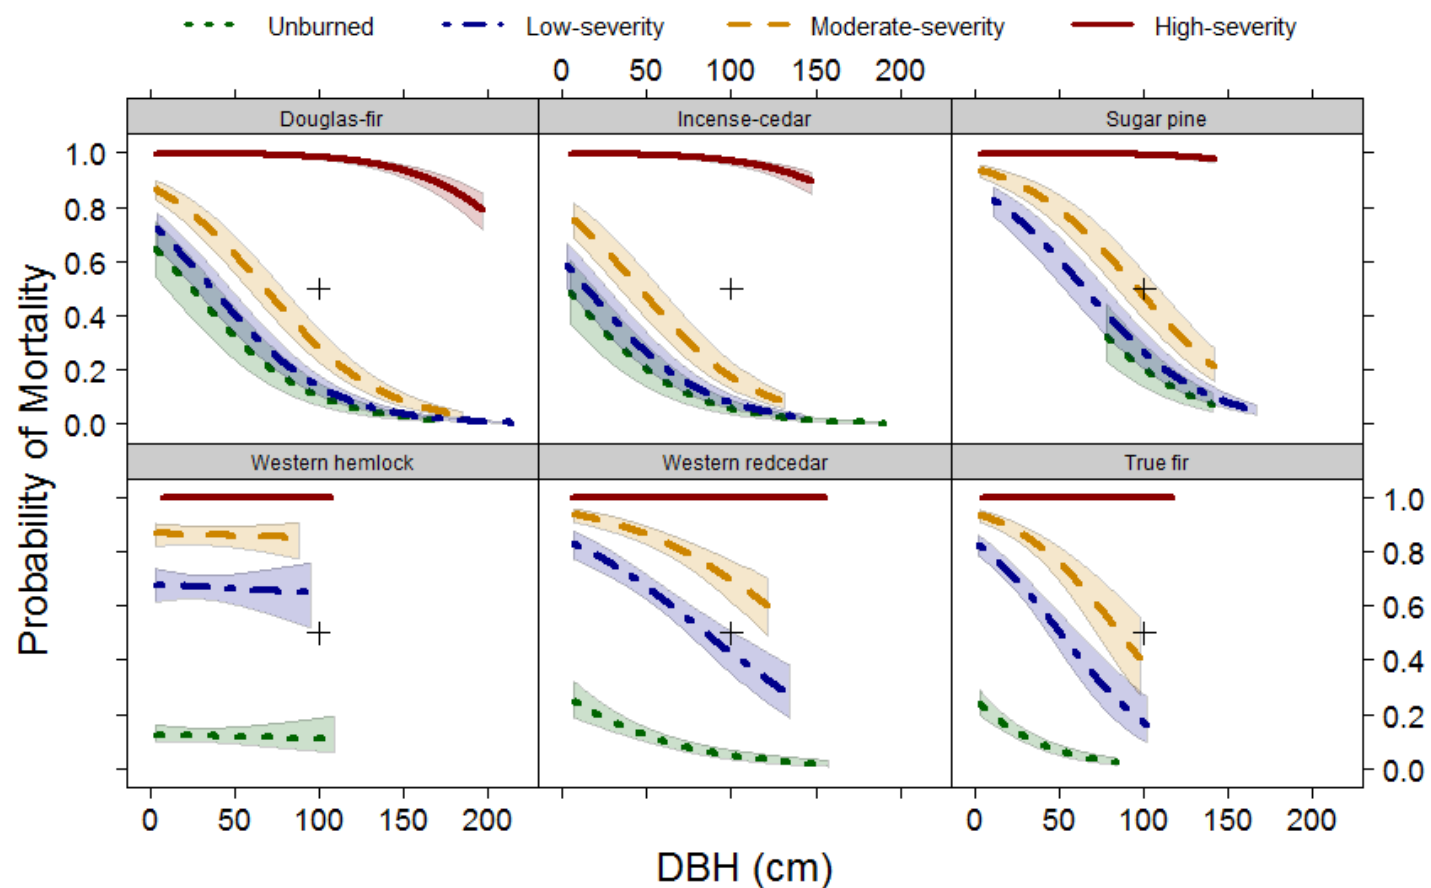 Unburned Low-severity Moderate-severity High-severity
0 50 100 150 200
Douglas-fir Incense-cedar Sugar pine
1.0
0.8
0.6
0.4
0.2
0.0
Probability of Mortality
Western hemlock Western redcedar True fir
1.0
0.8
0.6
0.4
0.2
0.0
0 50 100 150 200 0 50 100 150 200
DBH (cm)